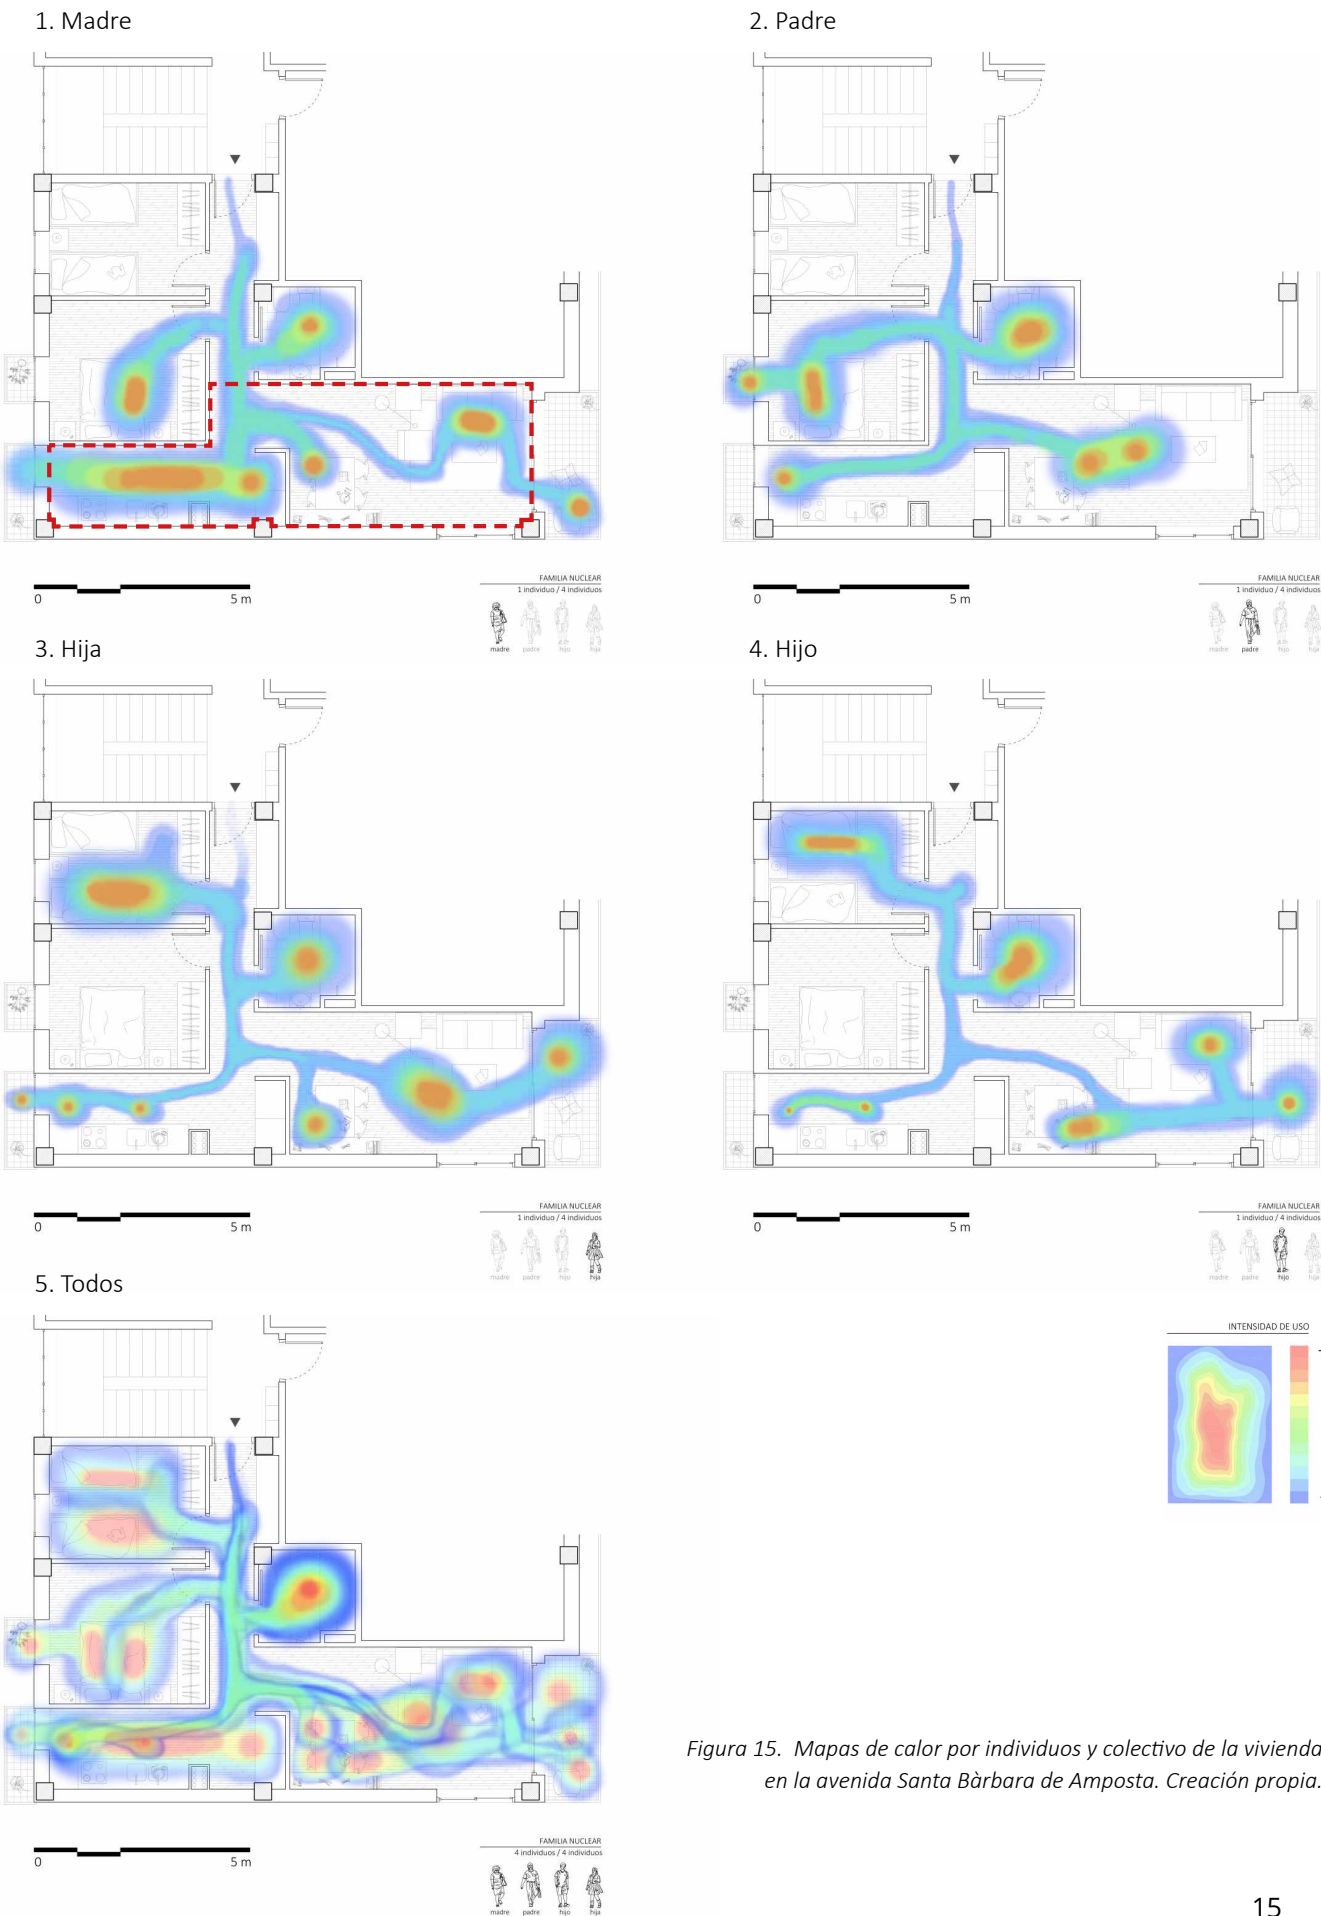 1. Madre
2. Padre
0 5 m
FAMILIA NUCLEAR
1 individuo / 4 individuos
madre padre hijo hija
0 5 m
FAMILIA NUCLEAR
1 individuo / 4 individuos
madre padre hijo hija
3. Hija
4. Hijo
0 5 m
FAMILIA NUCLEAR
1 individuo / 4 individuos
madre padre hijo hija
0 5 m
FAMILIA NUCLEAR
1 individuo / 4 individuos
madre padre hijo hija
5. Todos
INTENSIDAD DE USO
Figura 15. Mapas de calor por individuos y colectivo de la vivienda
en la avenida Santa Bàrbara de Amposta. Creación propia.
0 5 m
FAMILIA NUCLEAR
4 individuos / 4 individuos
madre padre hijo hija
15